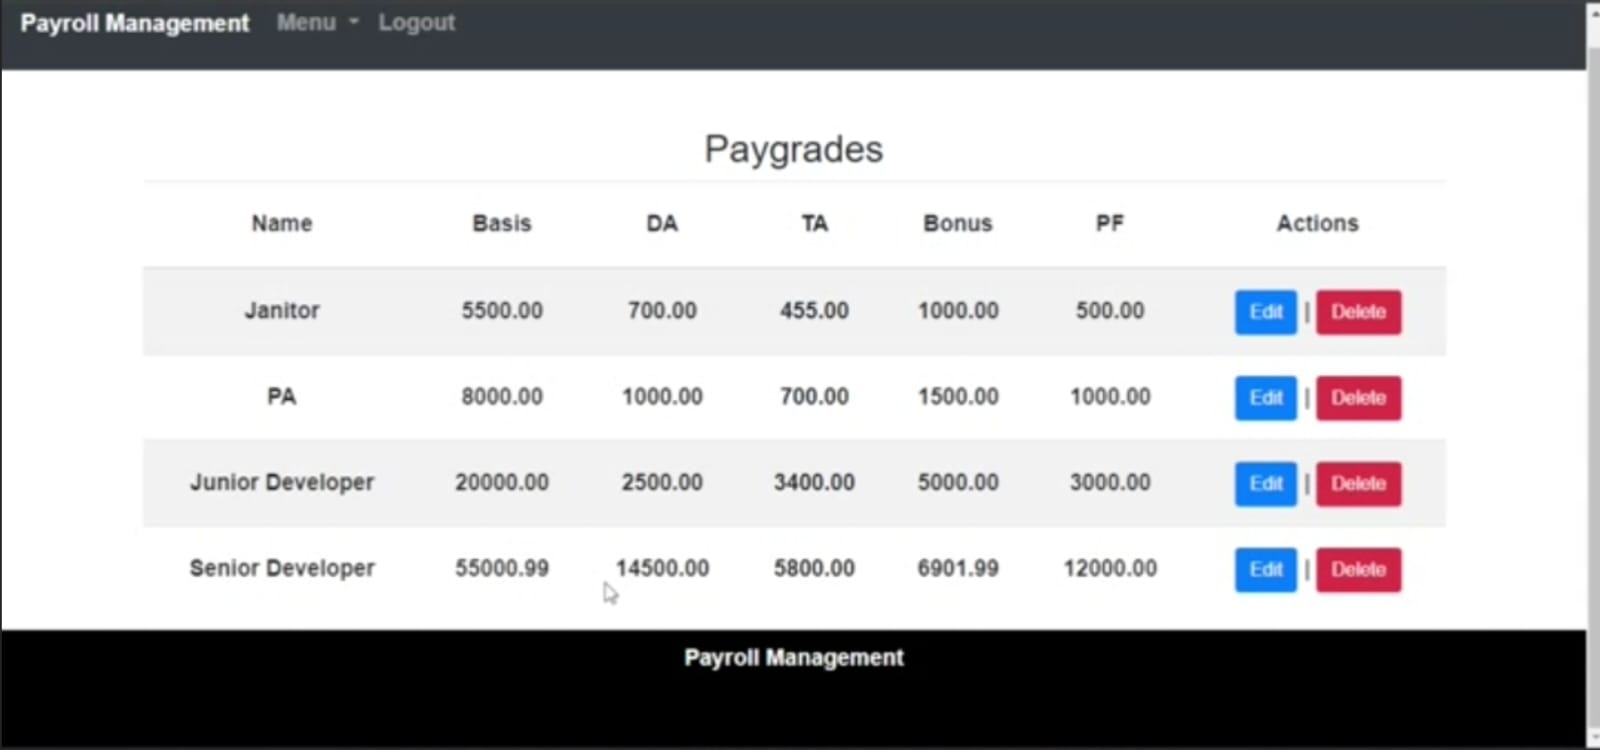 Payroll Management Menu Logout
Paygrades
Name Basis DA TA Bonus PF Actions
Janitor 5500.00 700.00 455.00 1000.00 500.00 Edit | Delete
PA 8000.00 1000.00 700.00 1500.00 1000.00 Edit | Delete
Junior Developer 20000.00 2500.00 3400.00 5000.00 3000.00 Edit | Delete
Senior Developer 55000.99 14500.00 5800.00 6901.99 12000.00 Edit | Delete
Payroll Management